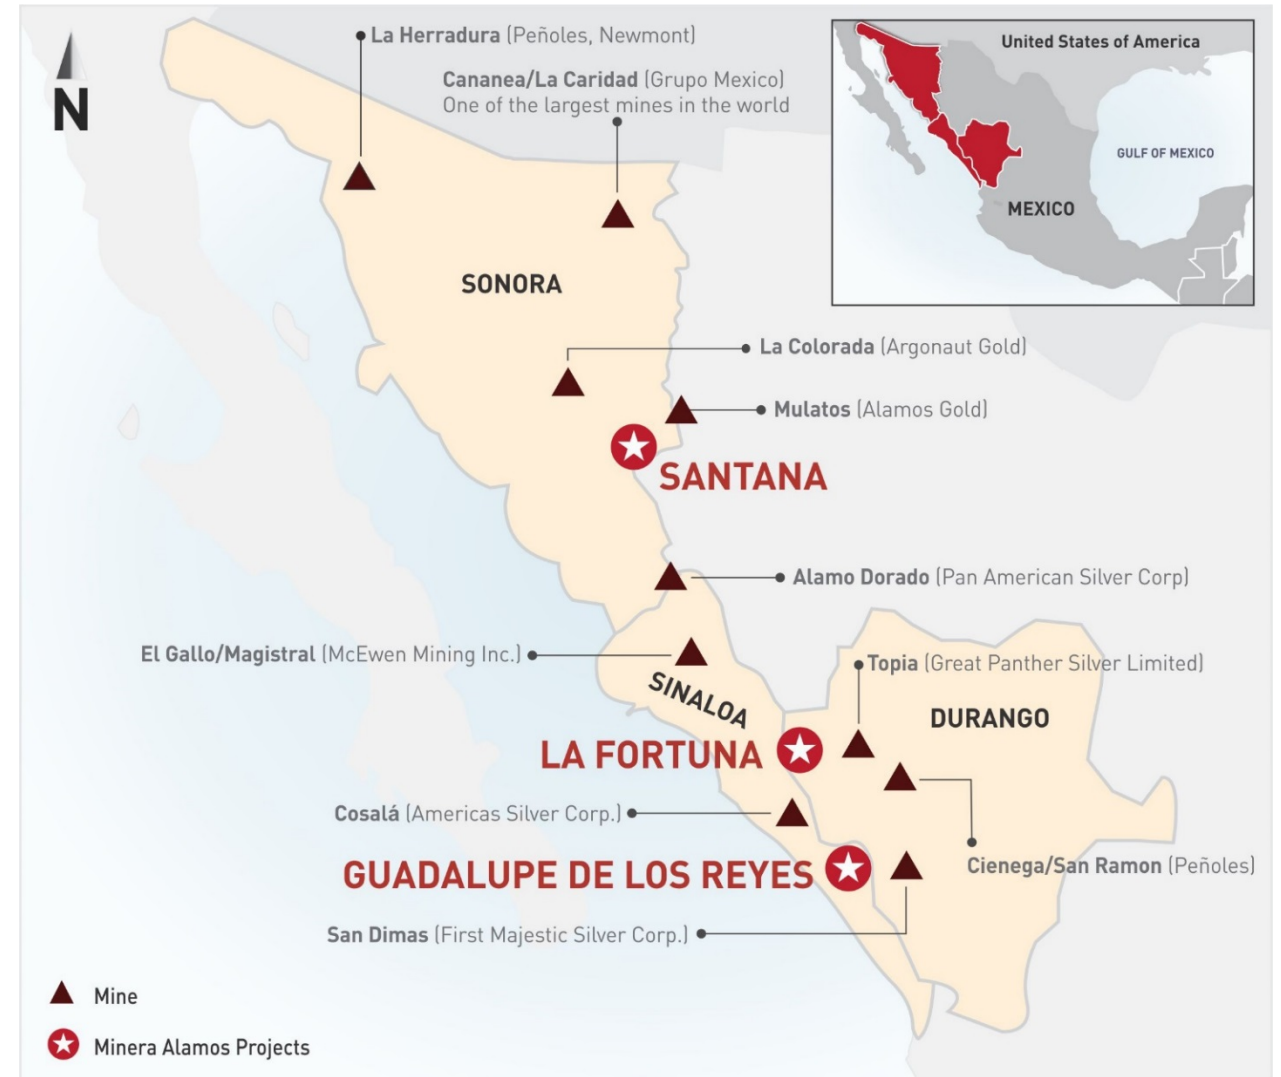 La Herradura (Peñoles, Newmont)
Cananea/La Caridad (Grupo Mexico)
One of the largest mines in the world
N
United States of America
GULF OF MEXICO
MEXICO
SONORA
La Colorada (Argonaut Gold)
Mulatos (Alamos Gold)
SANTANA
Alamo Dorado (Pan American Silver Corp)
El Gallo/Magistral (McEwen Mining Inc.)
Topia (Great Panther Silver Limited)
SINALOA
DURANGO
LA FORTUNA
Cosalá (Americas Silver Corp.)
Cienega/San Ramon (Peñoles)
GUADALUPE DE LOS REYES
San Dimas (First Majestic Silver Corp.)
Mine
Minera Alamos Projects